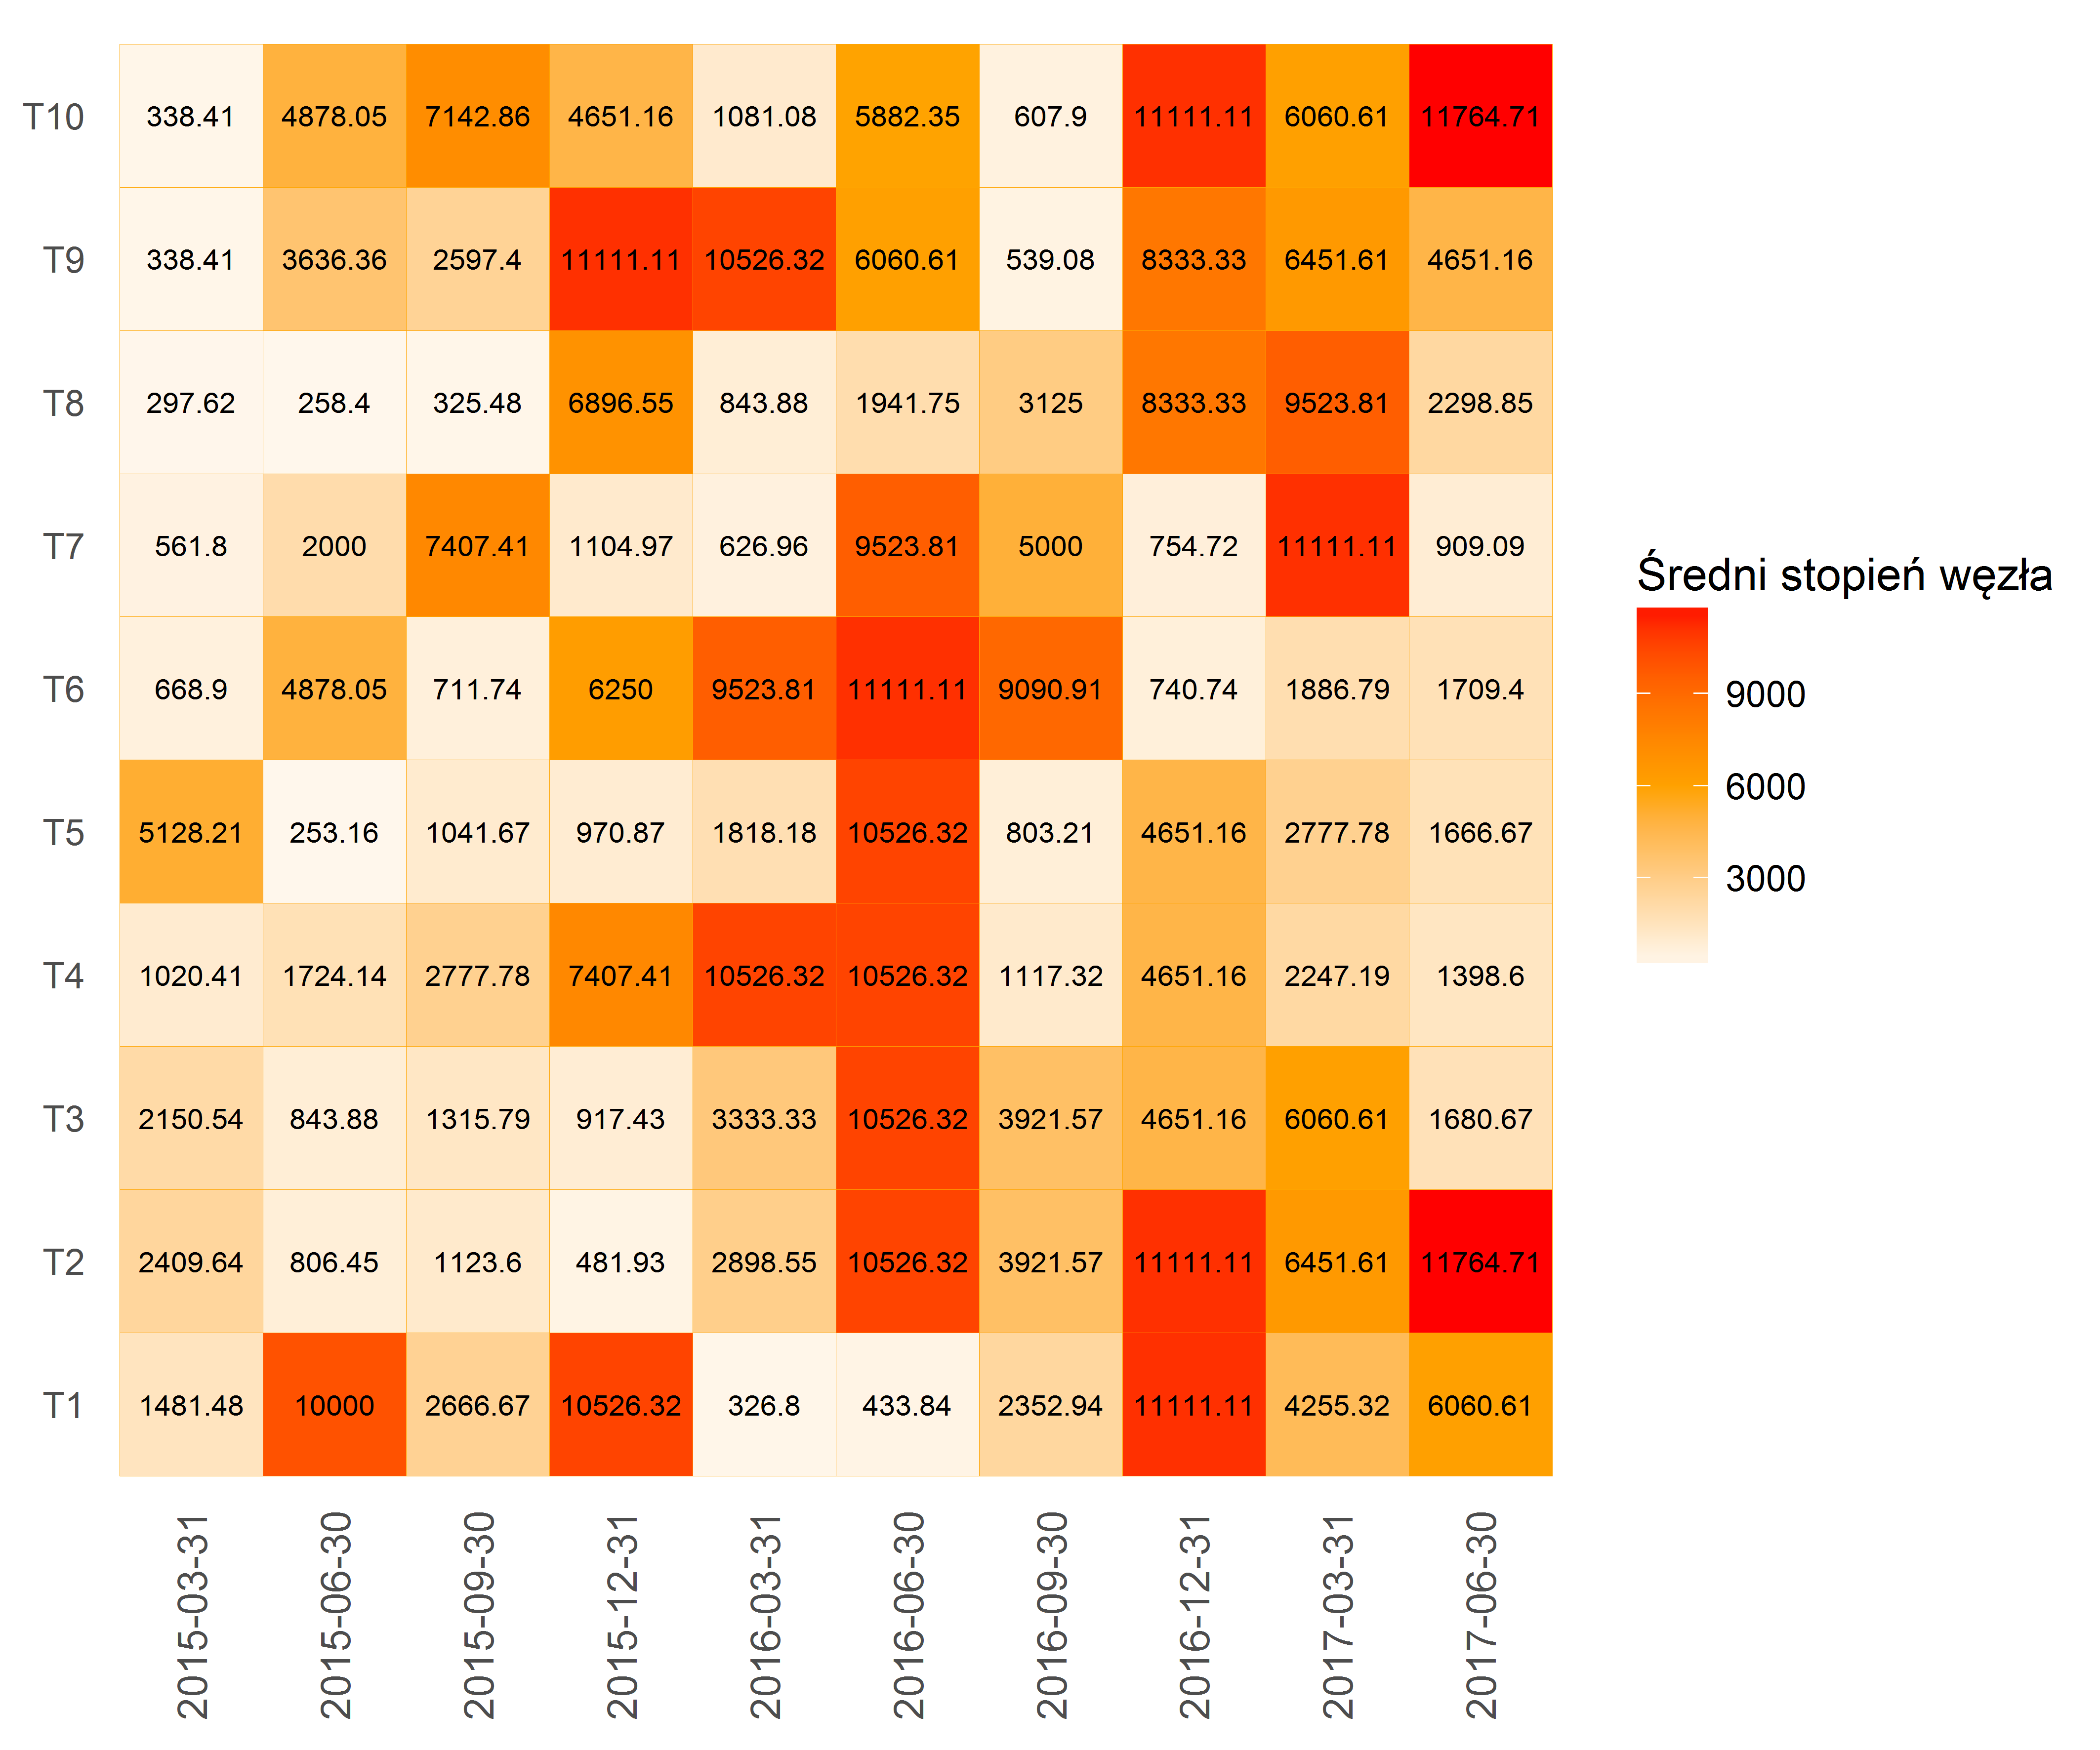 T10 338.41 4878.05 7142.86 4651.16 1081.08 5882.35 607.9 11111.11 6060.61 11764.71
T9 338.41 3636.36 2597.4 11111.11 10526.32 6060.61 539.08 8333.33 6451.61 4651.16
T8 297.62 258.4 325.48 6896.55 843.88 1941.75 3125 8333.33 9523.81 2298.85
T7 561.8 2000 7407.41 1104.97 626.96 9523.81 5000 754.72 11111.11 909.09
T6 668.9 4878.05 711.74 6250 9523.81 11111.11 9090.91 740.74 1886.79 1709.4
T5 5128.21 253.16 1041.67 970.87 1818.18 10526.32 803.21 4651.16 2777.78 1666.67
T4 1020.41 1724.14 2777.78 7407.41 10526.32 10526.32 1117.32 4651.16 2247.19 1398.6
T3 2150.54 843.88 1315.79 917.43 3333.33 10526.32 3921.57 4651.16 6060.61 1680.67
T2 2409.64 806.45 1123.6 481.93 2898.55 10526.32 3921.57 11111.11 6451.61 11764.71
T1 1481.48 10000 2666.67 10526.32 326.8 433.84 2352.94 11111.11 4255.32 6060.61
2015-03-31
2015-06-30
2015-09-30
2015-12-31
2016-03-31
2016-06-30
2016-09-30
2016-12-31
2017-03-31
2017-06-30
Średni stopień węzła
9000
6000
3000